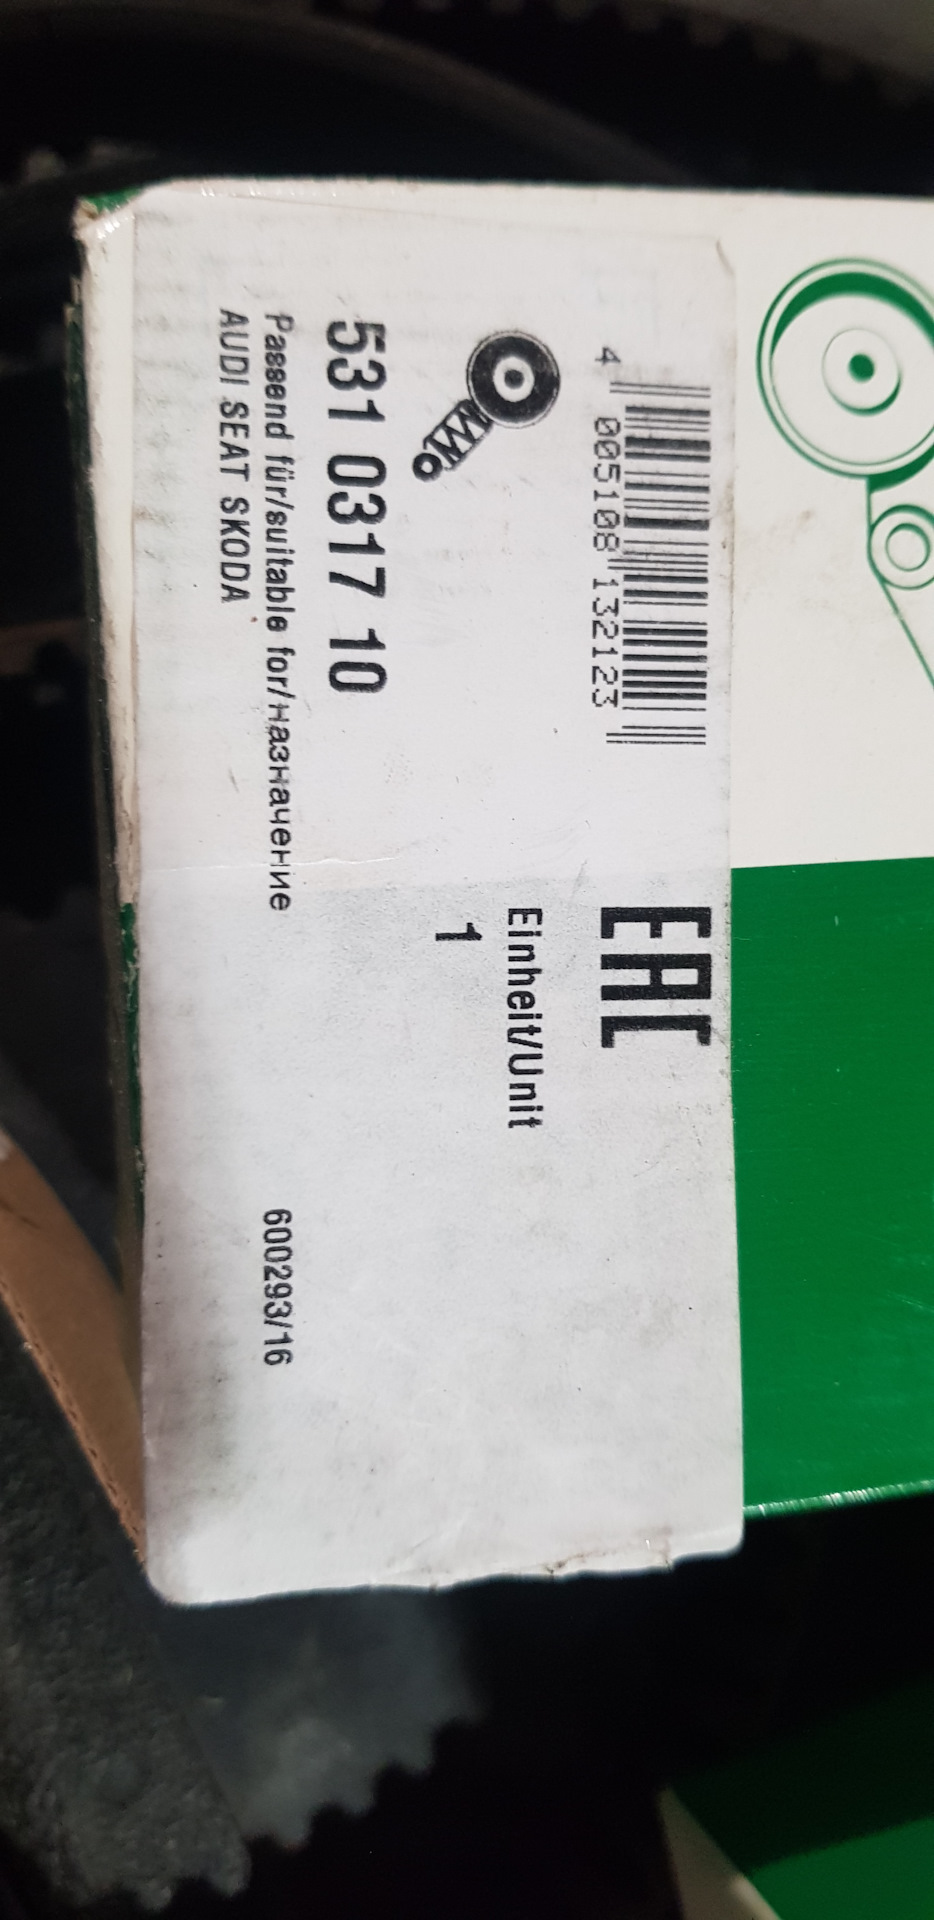 4 005108 132123
EAC
Einheit/Unit
1
531 0317 10
Passend für/suitable for/назначение
AUDI SEAT SKODA
600293/16